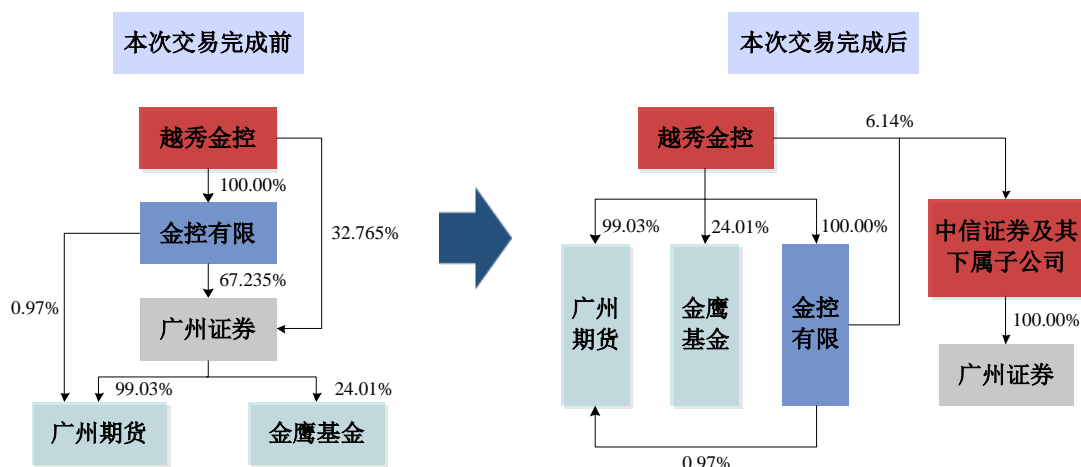 本次交易完成前
越秀金控
100.00%
金控有限
32.765%
67.235%
0.97%
广州证券
99.03%
24.01%
广州期货
金鹰基金
本次交易完成后
越秀金控
6.14%
99.03%
24.01%
100.00%
中信证券及其
下属子公司
广州
期货
金鹰
基金
金控
有限
100.00%
广州证券
0.97%